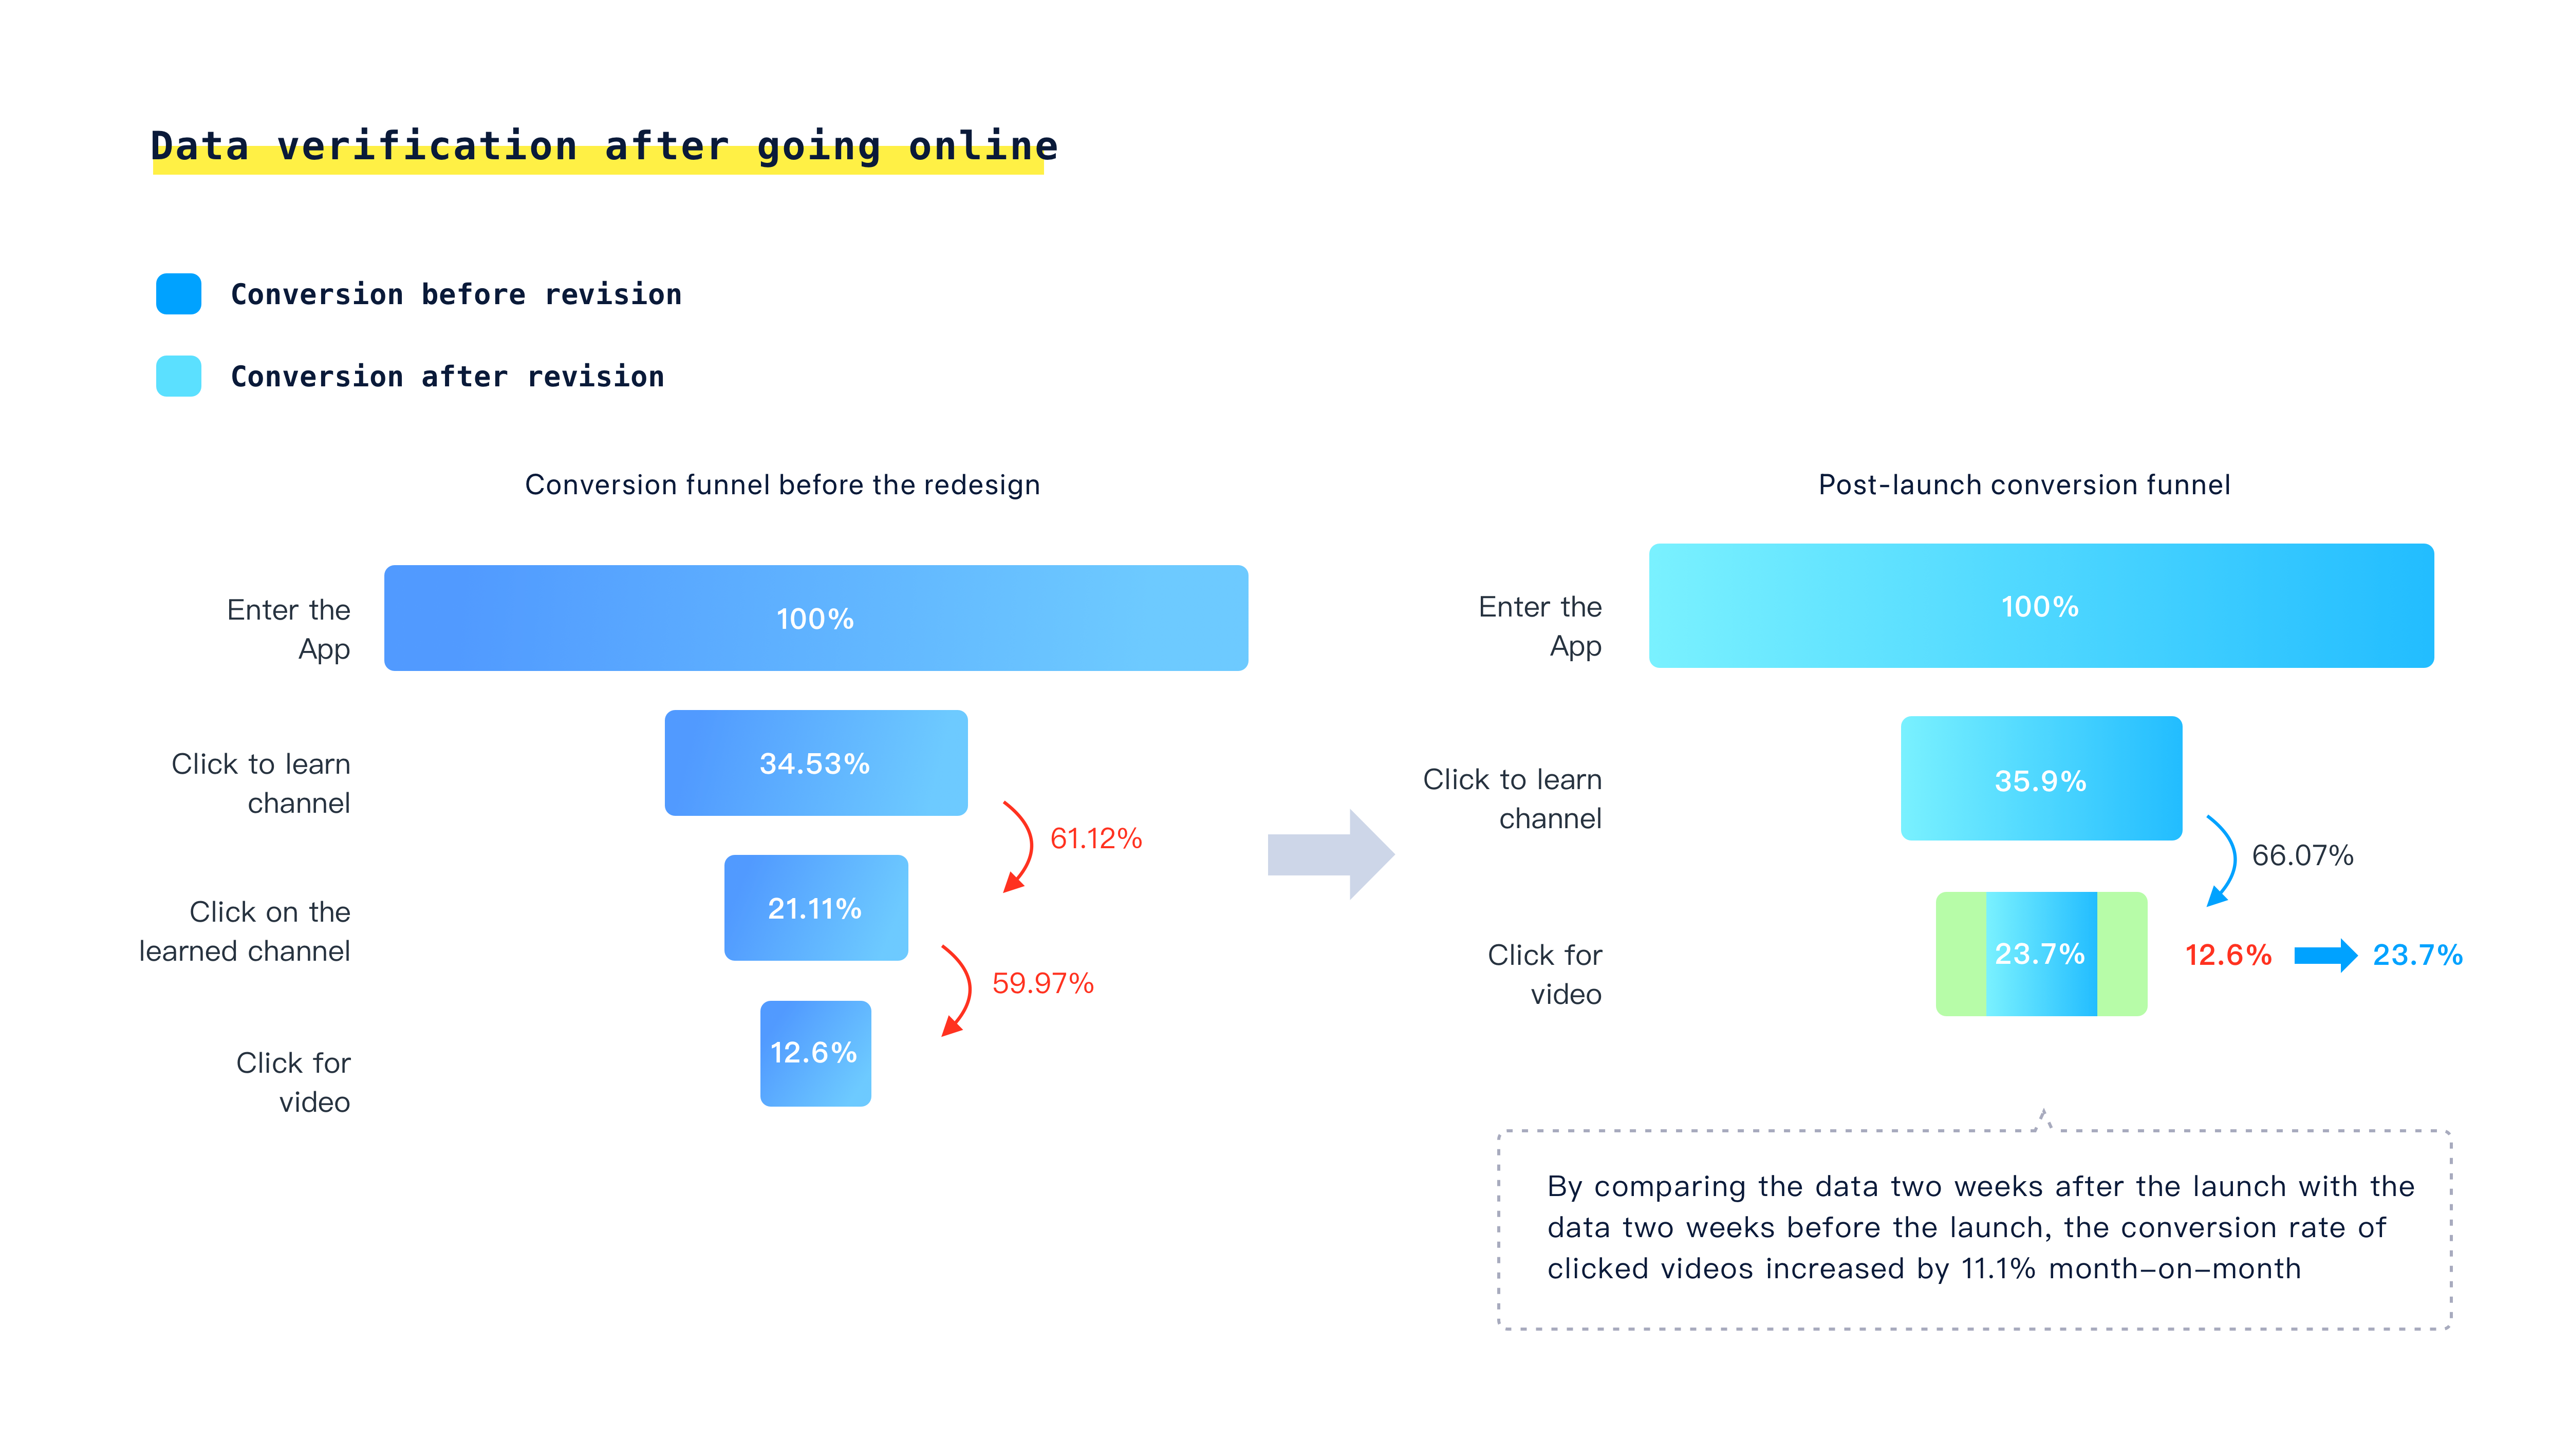 Data verification after going online
Conversion before revision
Conversion after revision
Conversion funnel before the redesign
Enter the
App
100%
Click to learn
channel
34.53%
61.12%
Click on the
learned channel
21.11%
59.97%
Click for
video
12.6%
Post-launch conversion funnel
Enter the
App
100%
Click to learn
channel
35.9%
66.07%
Click for
video
23.7%
12.6%
23.7%
By comparing the data two weeks after the launch with the
data two weeks before the launch, the conversion rate of
clicked videos increased by 11.1% month–on–month